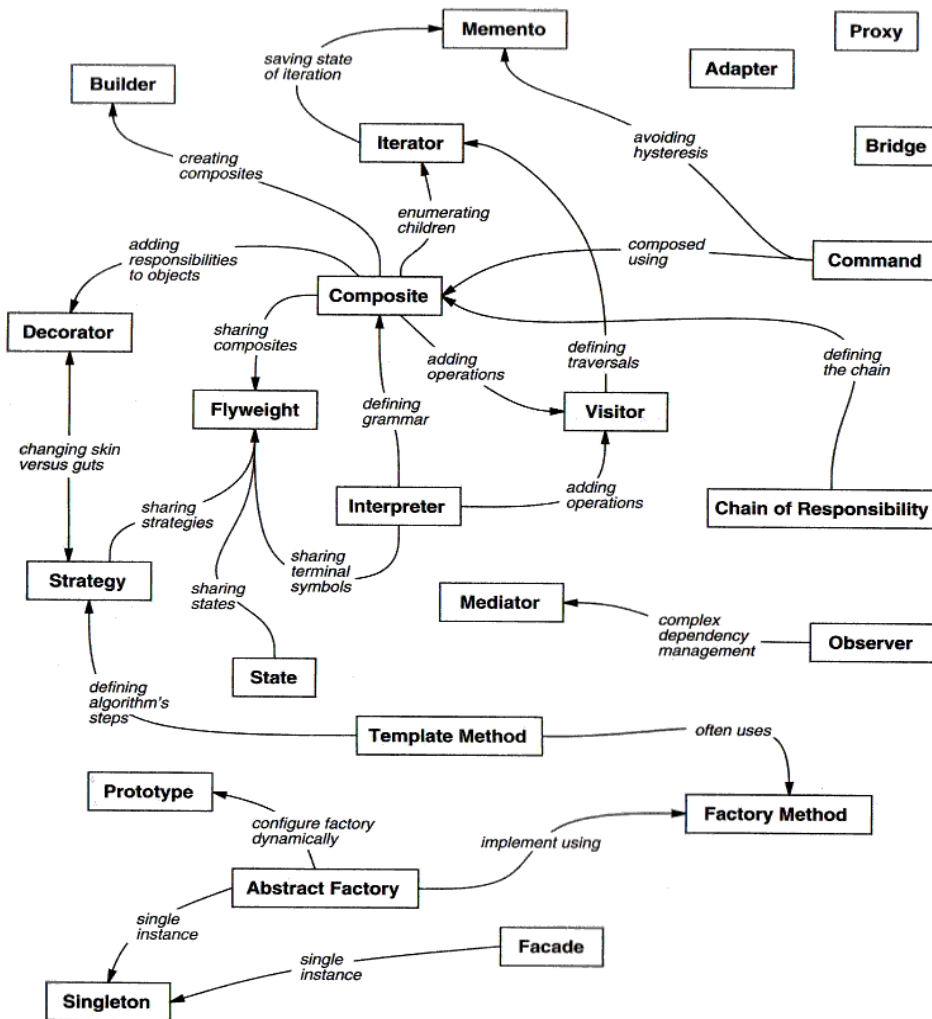 Memento
Proxy
saving state
of iteration
Adapter
Builder
Iterator
avoiding
hysteresis
Bridge
creating
composites
enumerating
children
adding
responsibilities
to objects
composed
using
Command
Composite
Decorator
sharing
composites
adding
operations
defining
traversals
defining
the chain
Flyweight
defining
grammar
Visitor
changing skin
versus guts
sharing
strategies
Interpreter
adding
operations
Chain of Responsibility
sharing
terminal
symbols
Strategy
sharing
states
Mediator
complex
dependency
management
Observer
State
defining
algorithm's
steps
Template Method
often uses
Prototype
Factory Method
configure factory
dynamically
implement using
Abstract Factory
single
instance
Facade
single
instance
Singleton